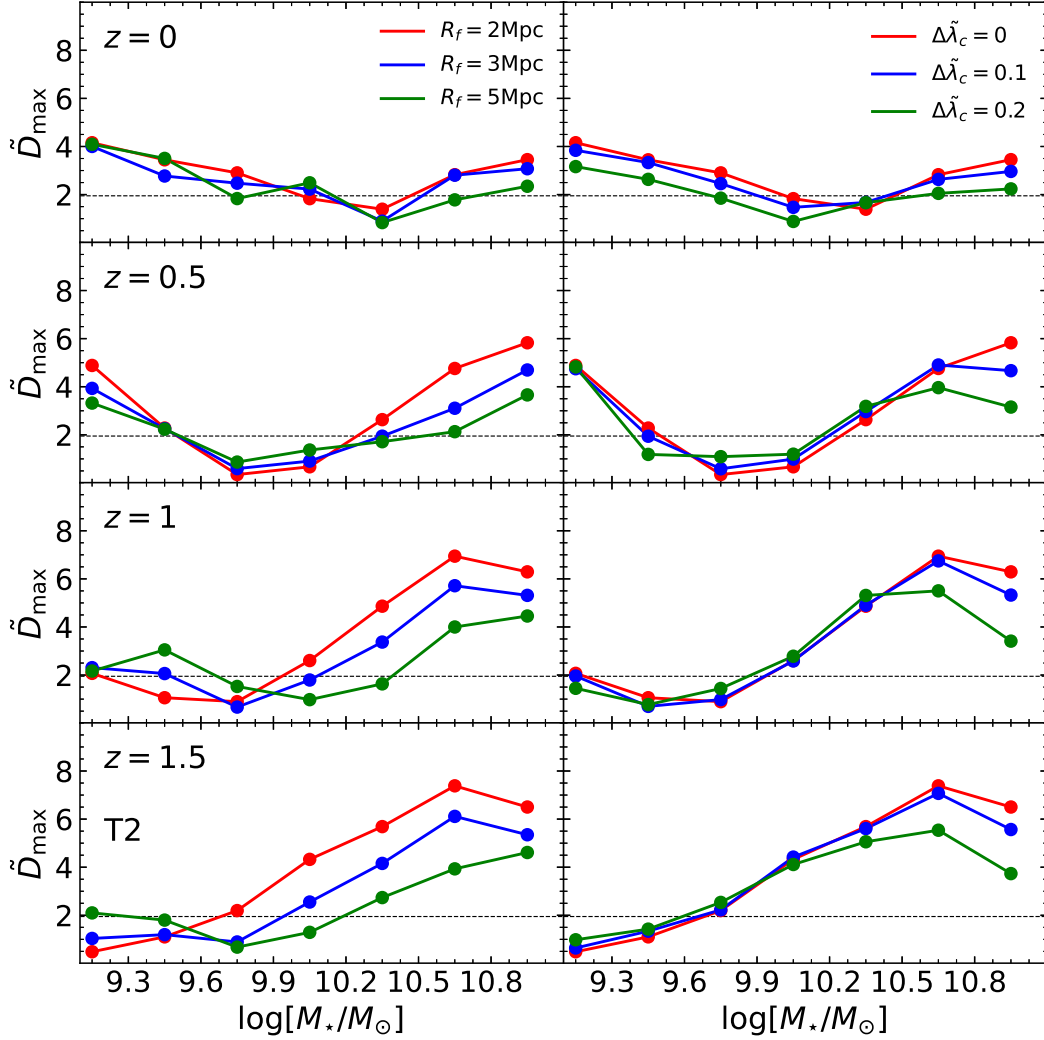 z = 0
R_f = 2Mpc
R_f = 3Mpc
R_f = 5Mpc
Δλ̃_c = 0
Δλ̃_c = 0.1
Δλ̃_c = 0.2
D̃_max
8
6
4
2
z = 0.5
D̃_max
8
6
4
2
z = 1
D̃_max
8
6
4
2
z = 1.5
T2
D̃_max
8
6
4
2
9.3 9.6 9.9 10.2 10.5 10.8
9.3 9.6 9.9 10.2 10.5 10.8
log[M⋆/M⊙]
log[M⋆/M⊙]